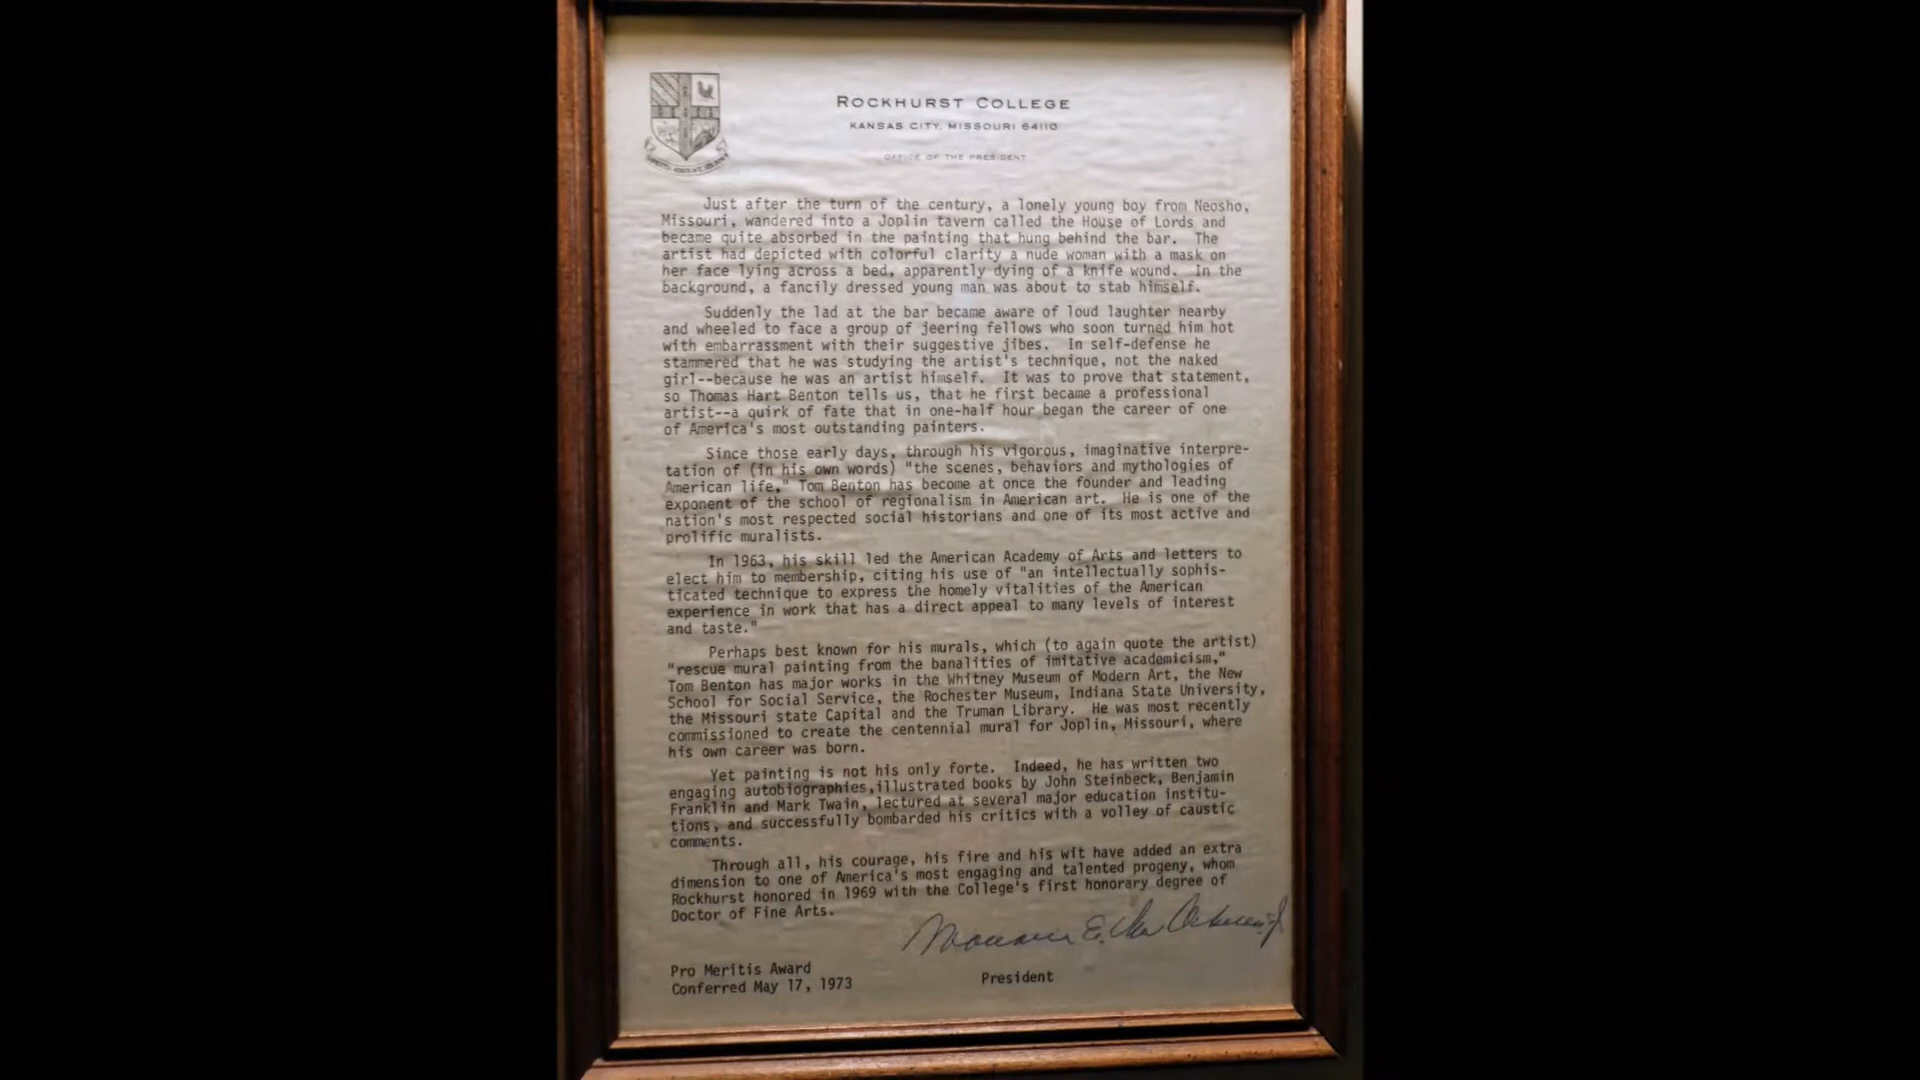 ROCKHURST COLLEGE
KANSAS CITY, MISSOURI 64110
OFFICE OF THE PRESIDENT
Just after the turn of the century, a lonely young boy from Neosho,
Missouri, wandered into a Joplin tavern called the House of Lords and
became quite absorbed in the painting that hung behind the bar. The
artist had depicted with colorful clarity a nude woman with a mask on
her face lying across a bed, apparently dying of a knife wound. In the
background, a fancily dressed young man was about to stab himself.
Suddenly the lad at the bar became aware of loud laughter nearby
and wheeled to face a group of jeering fellows who soon turned him hot
with embarrassment with their suggestive jibes. In self-defense he
stammered that he was studying the artist's technique, not the naked
girl--because he was an artist himself. It was to prove that statement,
so Thomas Hart Benton tells us, that he first became a professional
artist--a quirk of fate that in one-half hour began the career of one
of America's most outstanding painters.
Since those early days, through his vigorous, imaginative interpre-
tation of (in his own words) "the scenes, behaviors and mythologies of
American life," Tom Benton has become at once the founder and leading
exponent of the school of regionalism in American art. He is one of the
nation's most respected social historians and one of its most active and
prolific muralists.
In 1963, his skill led the American Academy of Arts and letters to
elect him to membership, citing his use of "an intellectually sophis-
ticated technique to express the homely vitalities of the American
experience in work that has a direct appeal to many levels of interest
and taste."
Perhaps best known for his murals, which (to again quote the artist)
"rescue mural painting from the banalities of imitative academicism,"
Tom Benton has major works in the Whitney Museum of Modern Art, the New
School for Social Service, the Rochester Museum, Indiana State University,
the Missouri state Capital and the Truman Library. He was most recently
commissioned to create the centennial mural for Joplin, Missouri, where
his own career was born.
Yet painting is not his only forte. Indeed, he has written two
engaging autobiographies,illustrated books by John Steinbeck, Benjamin
Franklin and Mark Twain, lectured at several major education institu-
tions, and successfully bombarded his critics with a volley of caustic
comments.
Through all, his courage, his fire and his wit have added an extra
dimension to one of America's most engaging and talented progeny, whom
Rockhurst honored in 1969 with the College's first honorary degree of
Doctor of Fine Arts.
Pro Meritis Award
Conferred May 17, 1973
President